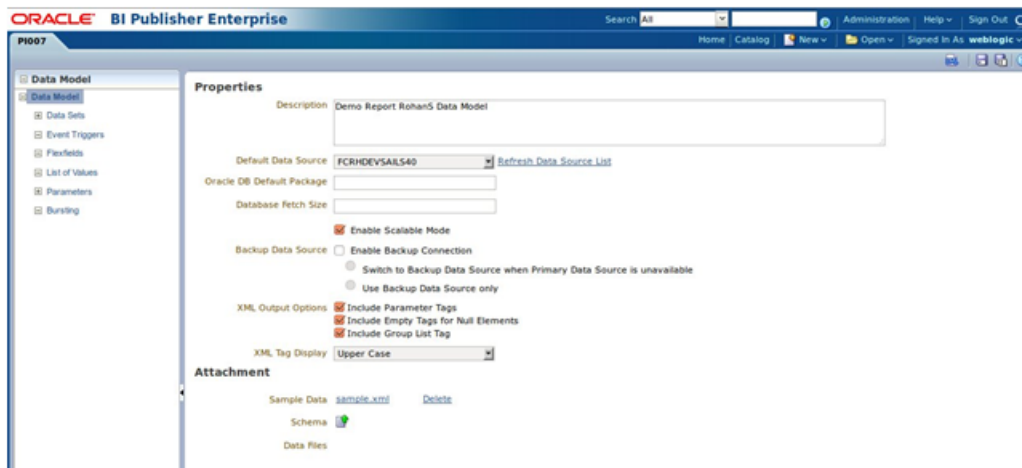 ORACLE BI Publisher Enterprise
Search All Administration Help Sign Out
PI007
Home Catalog New Open Signed In As weblogic
Data Model
Data Model
Data Sets
Event Triggers
Flexfields
List of Values
Parameters
Bursting
Properties
Description Demo Report RohanS Data Model
Default Data Source FCRHDEVSAILS40 Refresh Data Source List
Oracle DB Default Package
Database Fetch Size
Enable Scalable Mode
Backup Data Source Enable Backup Connection
Switch to Backup Data Source when Primary Data Source is unavailable
Use Backup Data Source only
XML Output Options Include Parameter Tags
Include Empty Tags for Null Elements
Include Group List Tag
XML Tag Display Upper Case
Attachment
Sample Data sample.xml Delete
Schema
Data Files